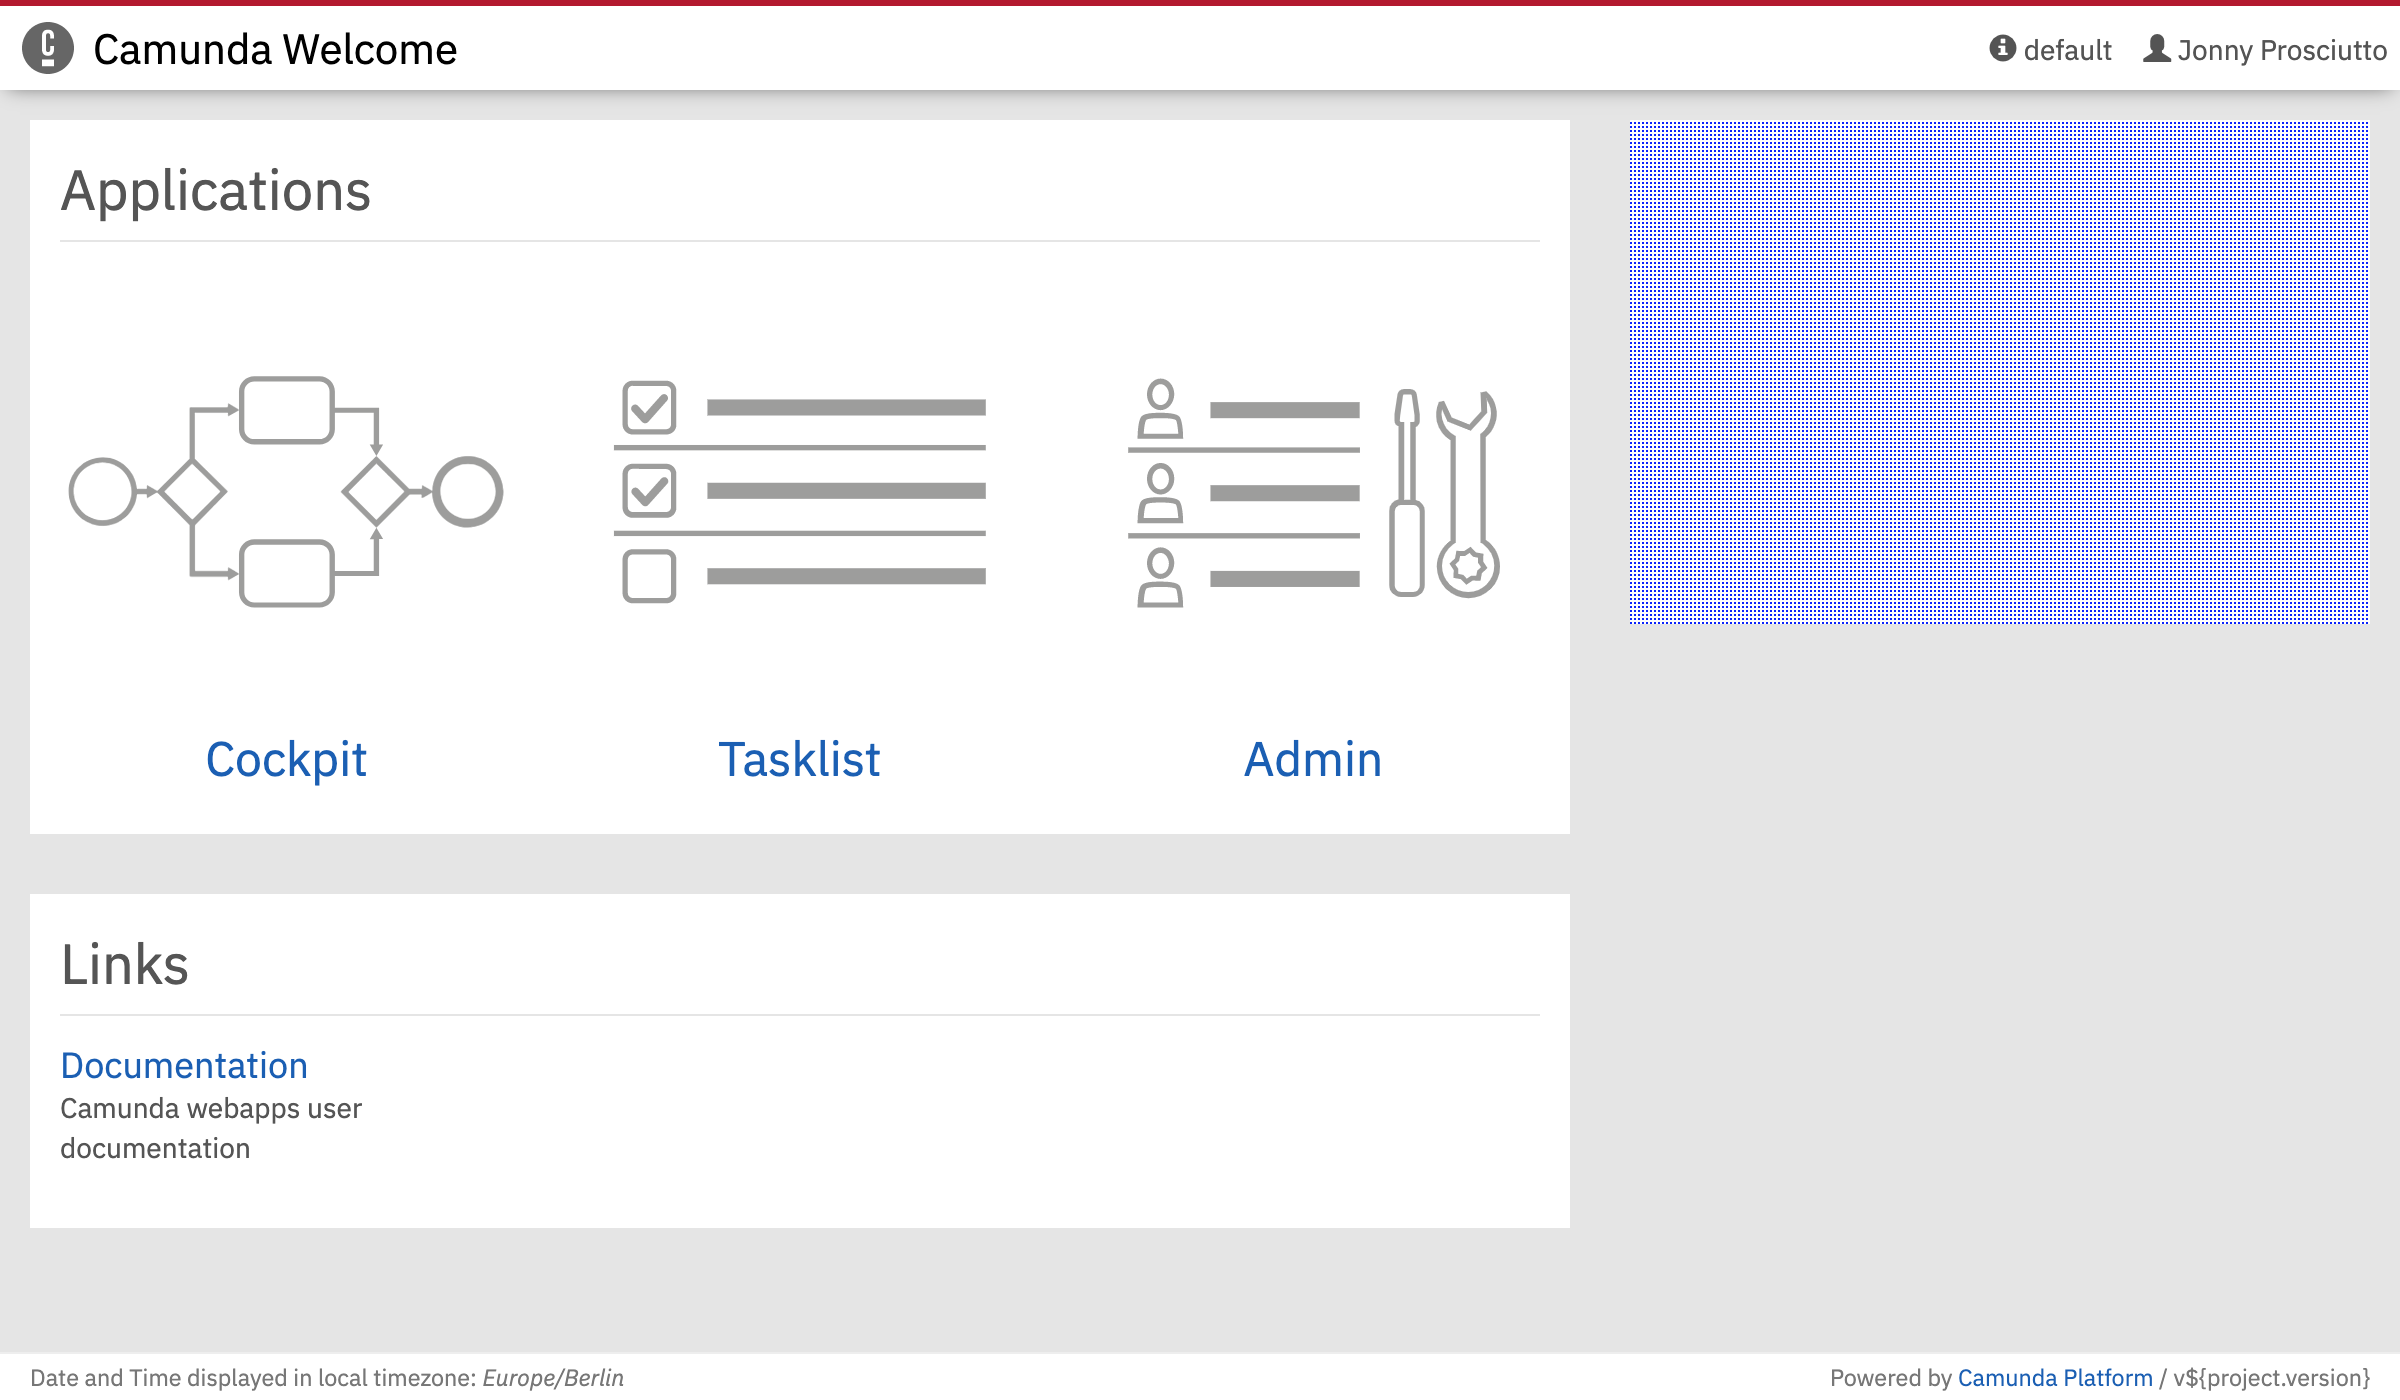 Camunda Welcome
default
Jonny Prosciutto
Applications
Cockpit
Tasklist
Admin
Links
Documentation
Camunda webapps user
documentation
Date and Time displayed in local timezone: Europe/Berlin
Powered by Camunda Platform / v${project.version}